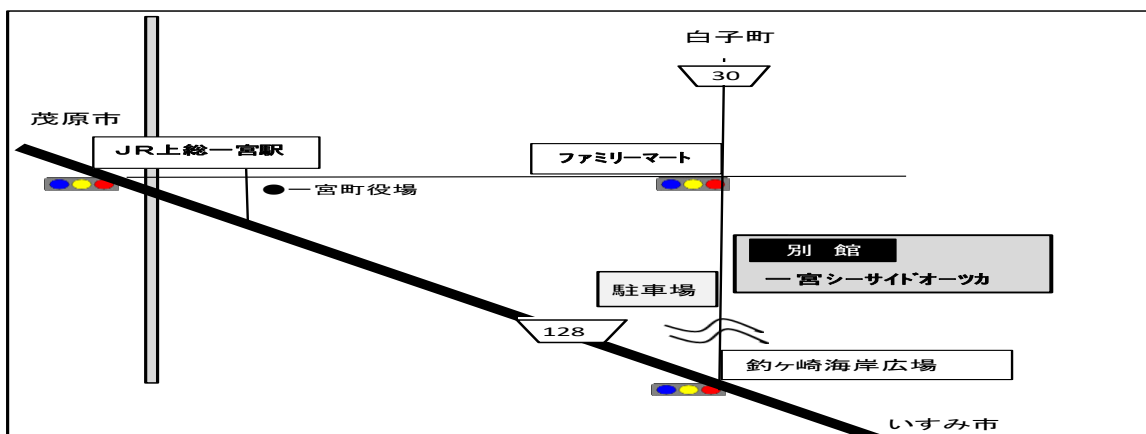 白子町
30
茂原市
JR上総一宮駅
ファミリーマート
●一宮町役場
別 館
一宮シーサイドオーツカ
駐車場
128
釣ヶ崎海岸広場
いすみ市